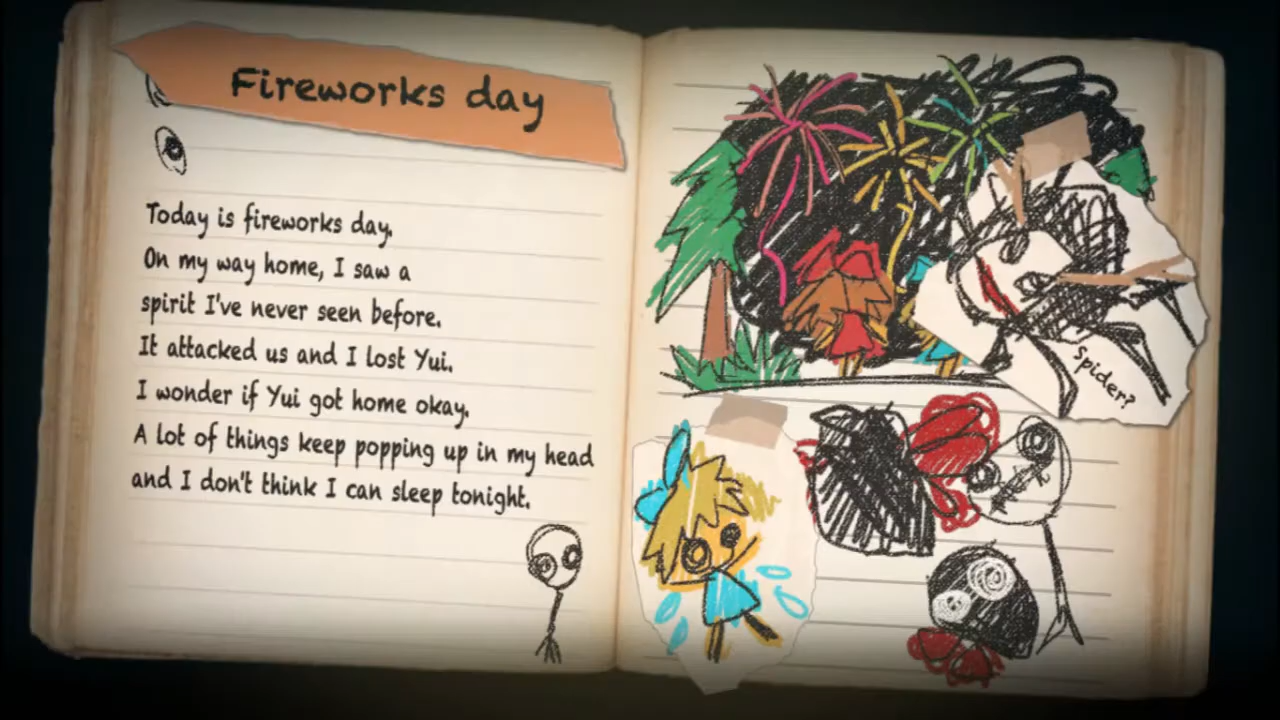 Fireworks day
Today is fireworks day.
On my way home, I saw a
spirit I've never seen before.
It attacked us and I lost Yui.
I wonder if Yui got home okay.
A lot of things keep popping up in my head
and I don't think I can sleep tonight.
Spider?